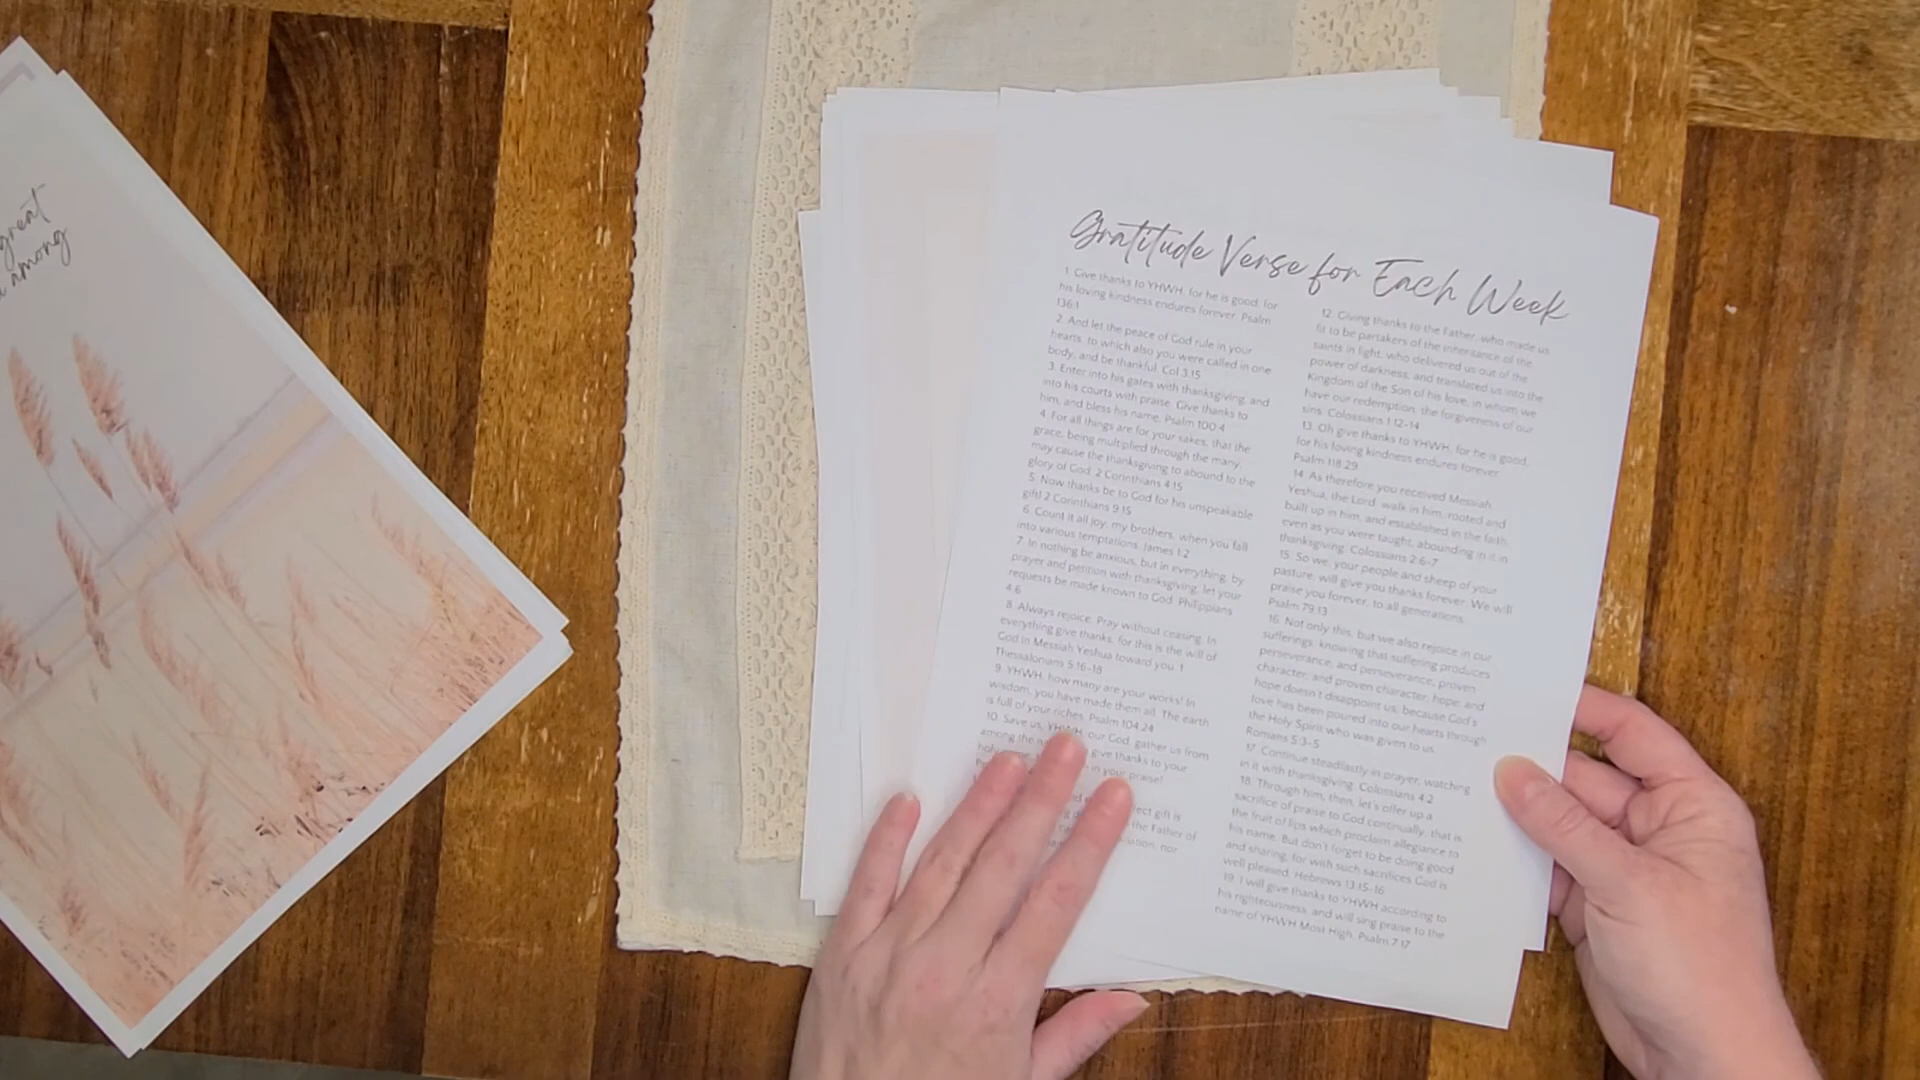 great
among
Gratitude Verse for Each Week
1. Give thanks to YHWH, for he is good; for
his loving kindness endures forever. Psalm
136:1
2. And let the peace of God rule in your
hearts, to which also you were called in one
body, and be thankful. Col 3:15
3. Enter into his gates with thanksgiving, and
into his courts with praise. Give thanks to
him, and bless his name. Psalm 100:4
4. For all things are for your sakes, that the
grace, being multiplied through the many,
may cause the thanksgiving to abound to the
glory of God. 2 Corinthians 4:15
5. Now thanks be to God for his unspeakable
gift! 2 Corinthians 9:15
6. Count it all joy, my brothers, when you fall
into various temptations. James 1:2
7. In nothing be anxious, but in everything, by
prayer and petition with thanksgiving, let your
requests be made known to God. Philippians
4:6
8. Always rejoice. Pray without ceasing. In
everything give thanks, for this is the will of
God in Messiah Yeshua toward you. 1
Thessalonians 5:16-18
9. YHWH, how many are your works! In
wisdom, you have made them all. The earth
is full of your riches. Psalm 104:24
10. Save us, YHWH, our God, gather us from
among the give thanks to your
holy in your praise!
gift is
the Father of
nor
12. Giving thanks to the Father, who made us
fit to be partakers of the inheritance of the
saints in light, who delivered us out of the
power of darkness, and translated us into the
Kingdom of the Son of his love, in whom we
have our redemption, the forgiveness of our
sins. Colossians 1:12-14
13. Oh give thanks to YHWH, for he is good,
for his loving kindness endures forever.
Psalm 118:29
14. As therefore you received Messiah
Yeshua, the Lord, walk in him, rooted and
built up in him, and established in the faith,
even as you were taught, abounding in it in
thanksgiving. Colossians 2:6-7
15. So we, your people and sheep of your
pasture, will give you thanks forever. We will
praise you forever, to all generations.
Psalm 79:13
16. Not only this, but we also rejoice in our
sufferings, knowing that suffering produces
perseverance; and perseverance, proven
character; and proven character, hope: and
hope doesn't disappoint us, because God's
love has been poured into our hearts through
the Holy Spirit who was given to us.
Romans 5:3-5
17. Continue steadfastly in prayer, watching
in it with thanksgiving. Colossians 4:2
18. Through him, then, let's offer up a
sacrifice of praise to God continually, that is,
the fruit of lips which proclaim allegiance to
his name. But don't forget to be doing good
and sharing, for with such sacrifices God is
well pleased. Hebrews 13:15-16
19. I will give thanks to YHWH according to
his righteousness, and will sing praise to the
name of YHWH Most High. Psalm 7:17